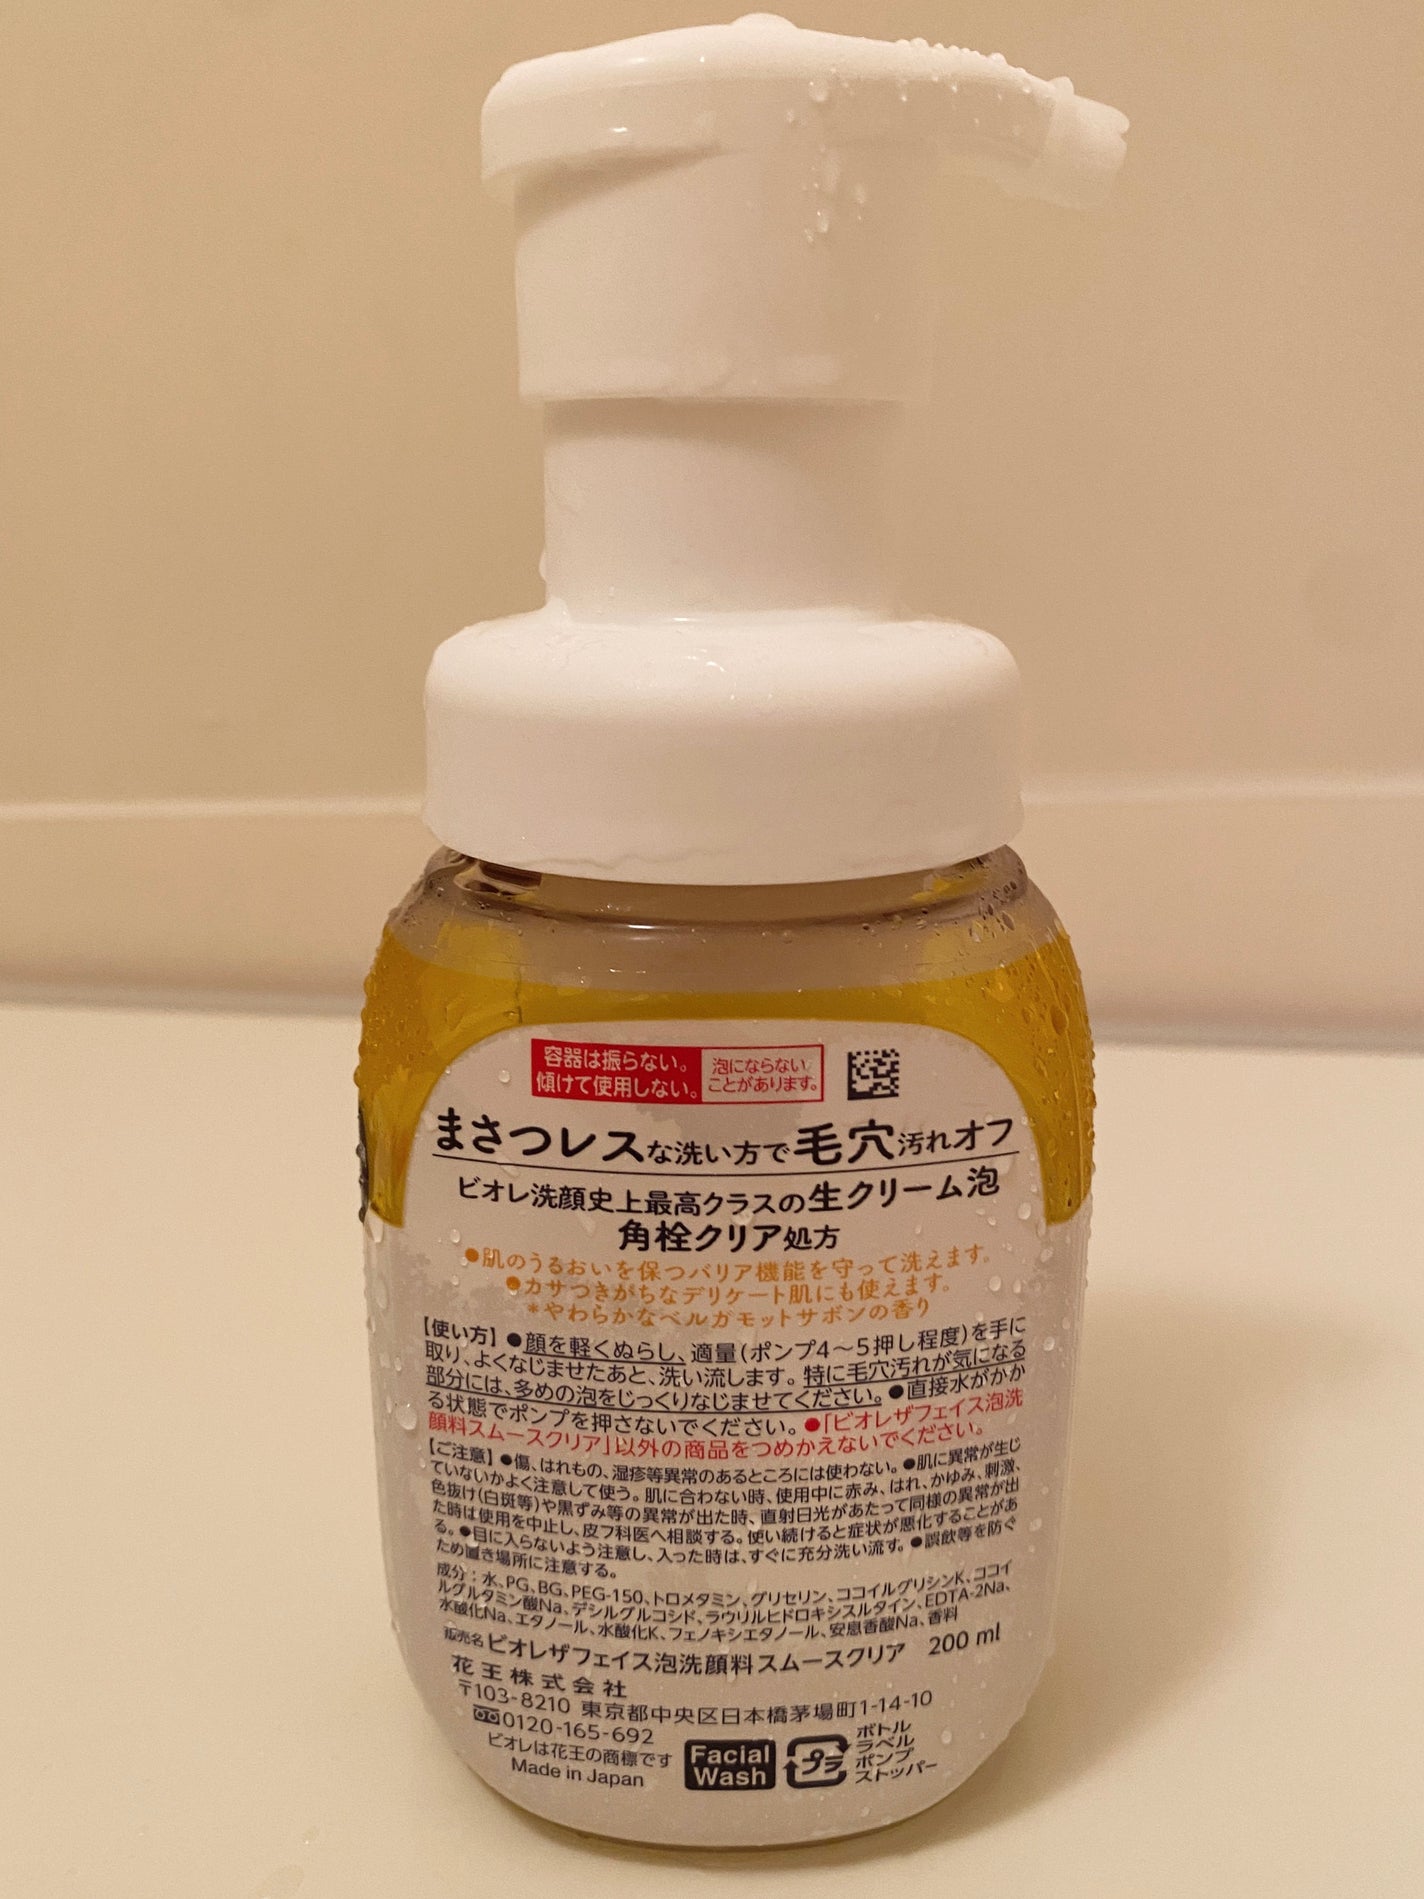 容器は振らない。
傾けて使用しない。
泡にならない
ことがあります。
まさつレスな洗い方で毛穴汚れオフ
ビオレ洗顔史上最高クラスの生クリーム泡
角栓クリア処方
●肌のうるおいを保つバリア機能を守って洗えます。
●カサつきがちなデリケート肌にも使えます。
*やわらかなベルガモットサボンの香り
【使い方】●顔を軽くぬらし、適量(ポンプ4～5押し程度)を手に
取り、よくなじませたあと、洗い流します。特に毛穴汚れが気になる
部分には、多めの泡をじっくりなじませてください。●直接水がかか
る状態でポンプを押さないでください。●「ビオレザフェイス泡洗
顔料スムースクリア」以外の商品をつめかえないでください。
【ご注意】●傷、はれもの、湿疹等異常のあるところには使わない。●肌に異常が生じ
ていないかよく注意して使う。肌に合わない時、使用中に赤み、はれ、かゆみ、刺激、
色抜け(白斑等)や黒ずみ等の異常が出た時、直射日光があたって同様の異常が出
た時は使用を中止し、皮フ科医へ相談する。使い続けると症状が悪化することがあ
る。●目に入らないよう注意し、入った時は、すぐに充分洗い流す。●誤飲等を防ぐ
ため置き場所に注意する。
成分：水、PG、BG、PEG-150、トロメタミン、グリセリン、ココイルグリシンK、ココイ
ルグルタミン酸Na、デシルグルコシド、ラウリルヒドロキシスルタイン、EDTA-2Na、
水酸化Na、エタノール、水酸化K、フェノキシエタノール、安息香酸Na、香料
販売名 ビオレザフェイス泡洗顔料 スムースクリア 200 ml
花王株式会社
〒103-8210 東京都中央区日本橋茅場町1-14-10
0120-165-692
ビオレは花王の商標です
Made in Japan
Facial
Wash
プラ
ボトル
ラベル
ポンプ
ストッパー